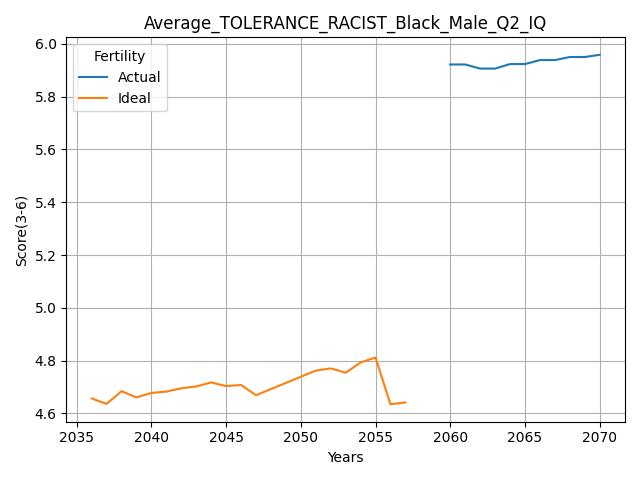 Average_TOLERANCE_RACIST_Black_Male_Q2_IQ
Fertility
Actual
Ideal
Score(3-6)
6.0
5.8
5.6
5.4
5.2
5.0
4.8
4.6
2035 2040 2045 2050 2055 2060 2065 2070
Years